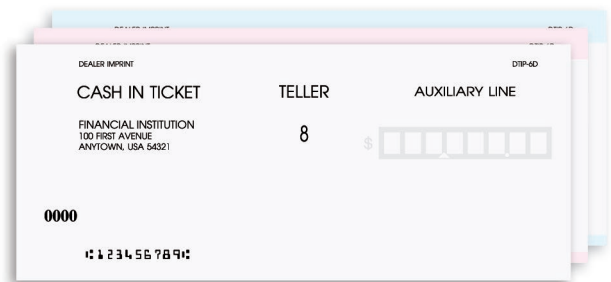 DEALER IMPRINT DTIP-6D
CASH IN TICKET TELLER AUXILIARY LINE
FINANCIAL INSTITUTION
100 FIRST AVENUE
ANYTOWN, USA 54321
8
$
0000
⑆123456789⑆